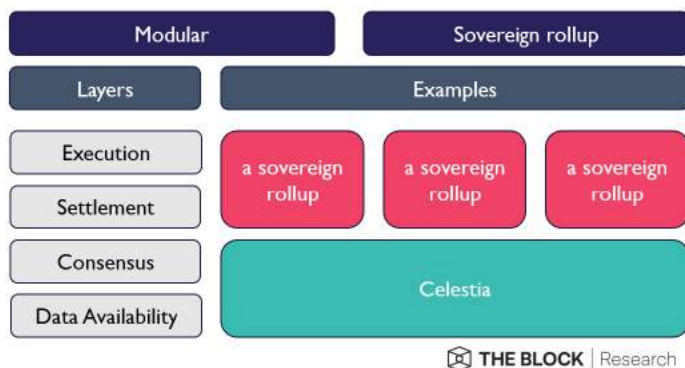 Modular
Sovereign rollup
Layers
Examples
Execution
Settlement
Consensus
Data Availability
a sovereign
rollup
a sovereign
rollup
a sovereign
rollup
Celestia
THE BLOCK | Research